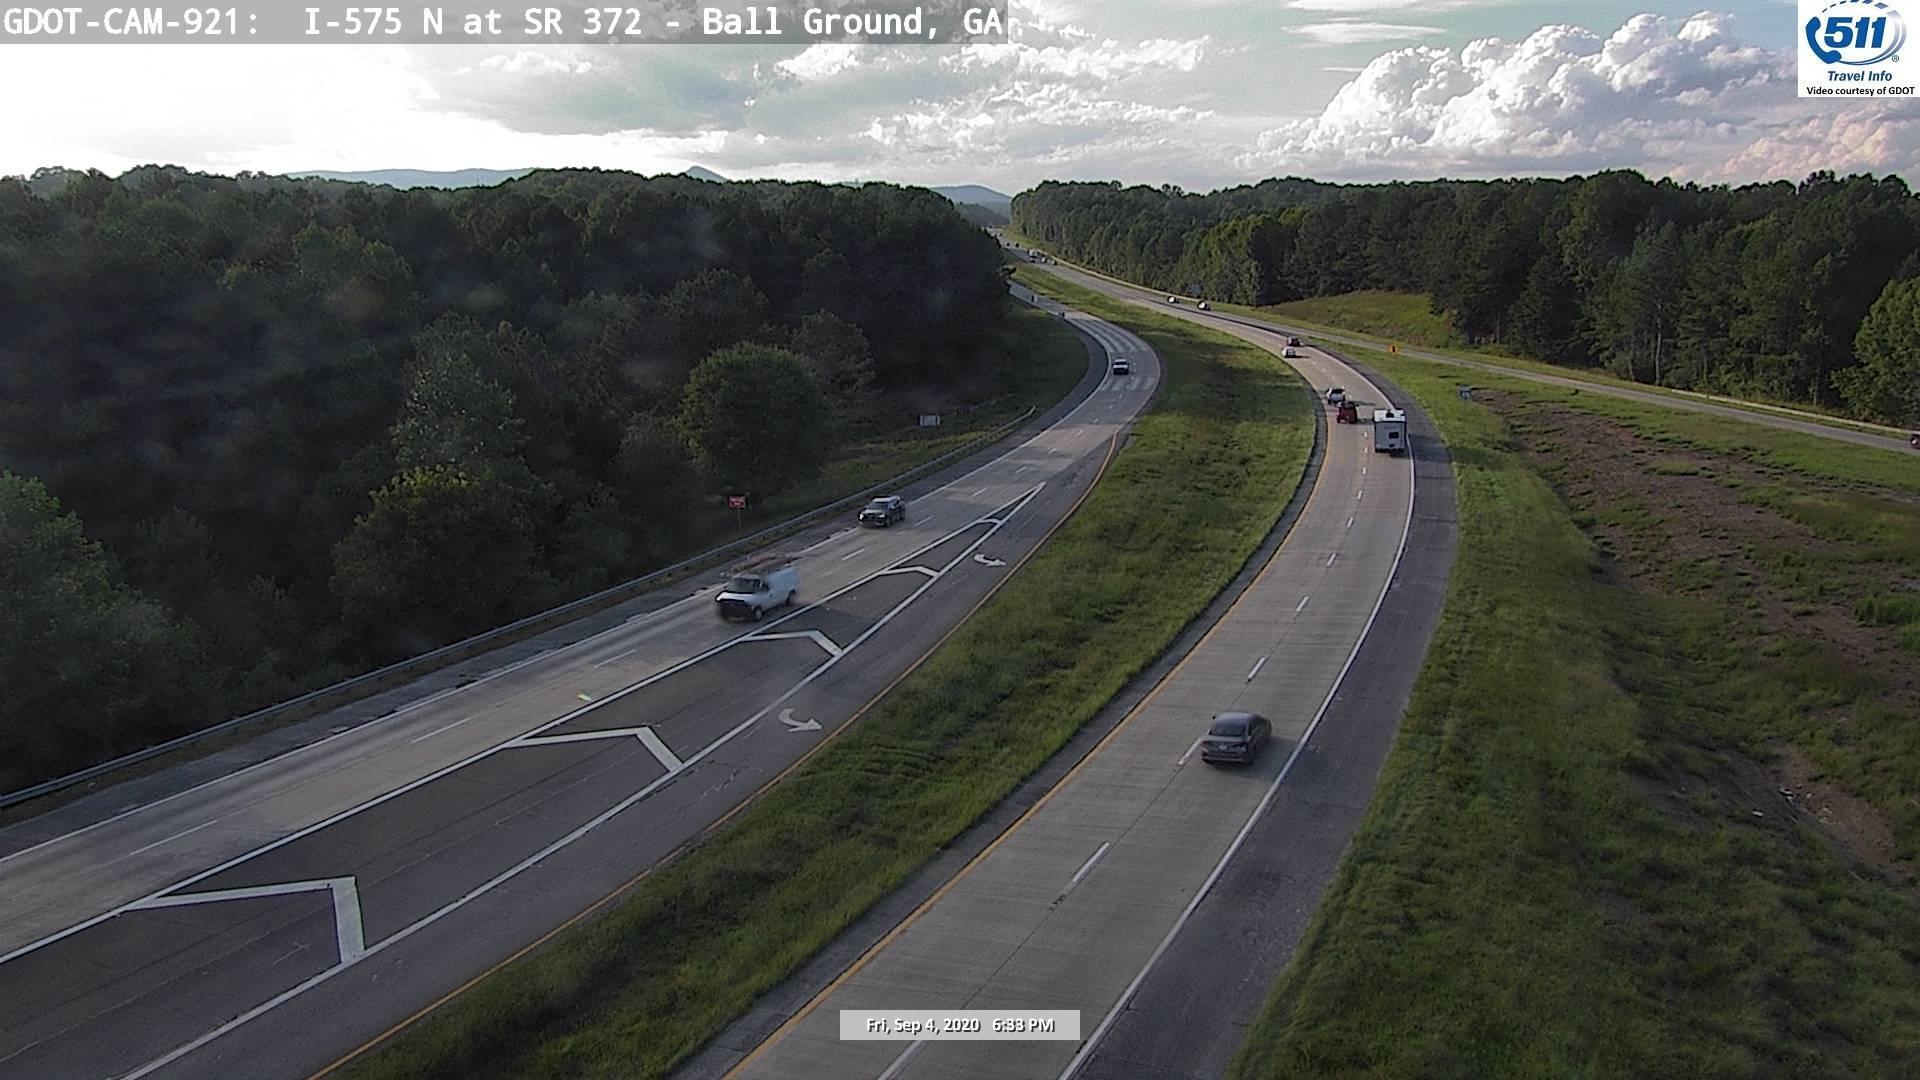 GDOT-CAM-921: I-575 N at SR 372 - Ball Ground, GA
511
®
Travel Info
Video courtesy of GDOT
Fri, Sep 4, 2020 6:33 PM